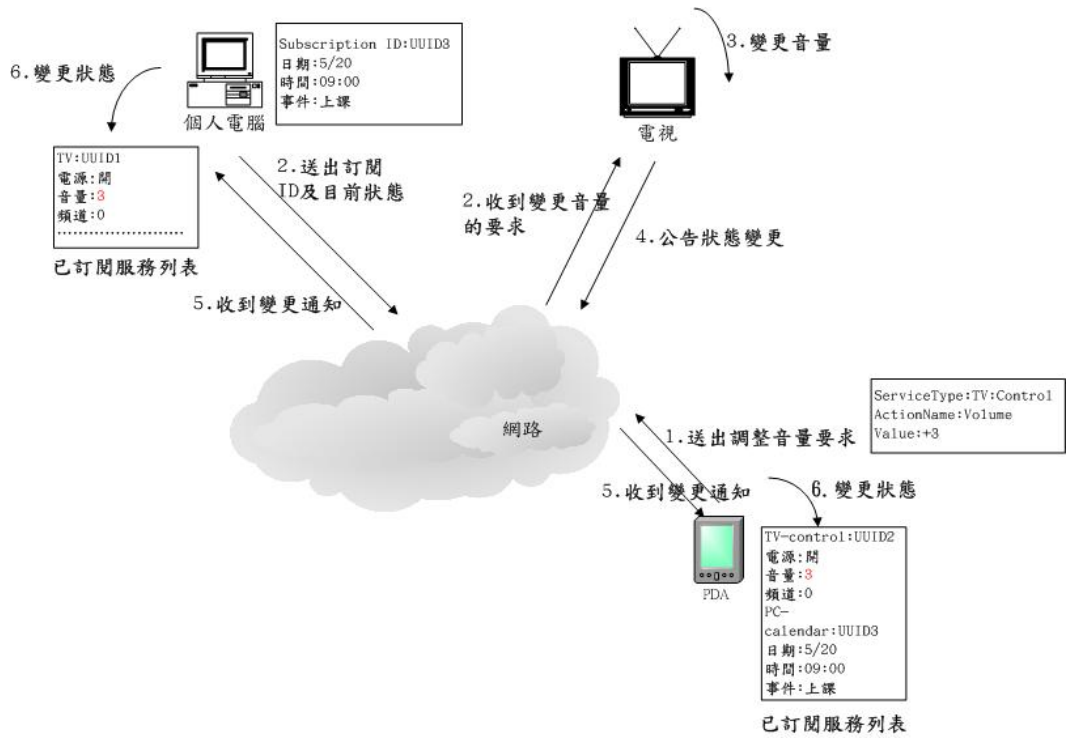 6.變更狀態
個人電腦
Subscription ID:UUID3
日期:5/20
時間:09:00
事件:上課
3.變更音量
電視
TV:UUID1
電源:開
音量:3
頻道:0
........................
已訂閱服務列表
2.送出訂閱
ID及目前狀態
5.收到變更通知
2.收到變更音量
的要求
4.公告狀態變更
網路
1.送出調整音量要求
ServiceType:TV:Control
ActionName:Volume
Value:+3
5.收到變更通知
6.變更狀態
PDA
TV-control:UUID2
電源:開
音量:3
頻道:0
PC-
calendar:UUID3
日期:5/20
時間:09:00
事件:上課
已訂閱服務列表